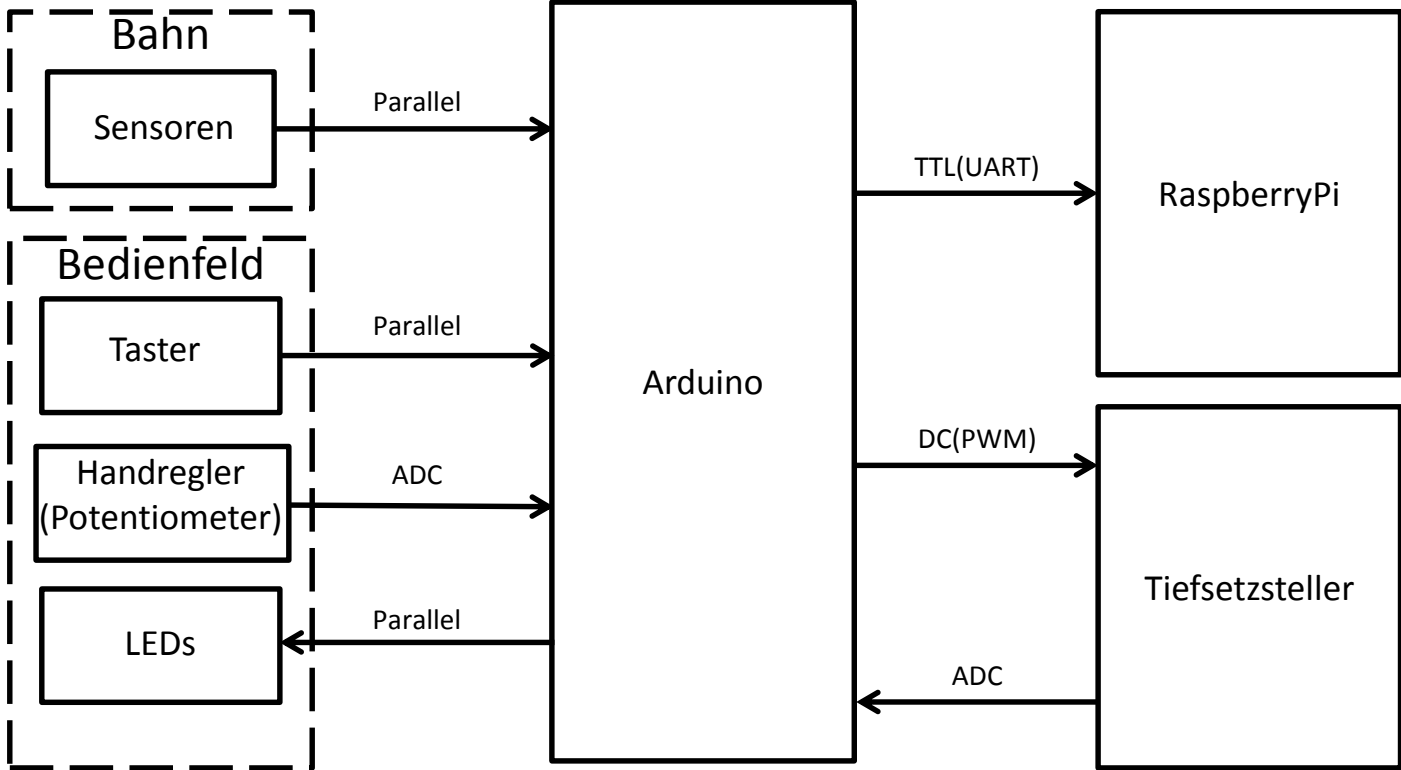 Bahn
Sensoren
Parallel
Bedienfeld
Taster
Parallel
Handregler
(Potentiometer)
ADC
LEDs
Parallel
Arduino
TTL(UART)
RaspberryPi
DC(PWM)
Tiefsetzsteller
ADC